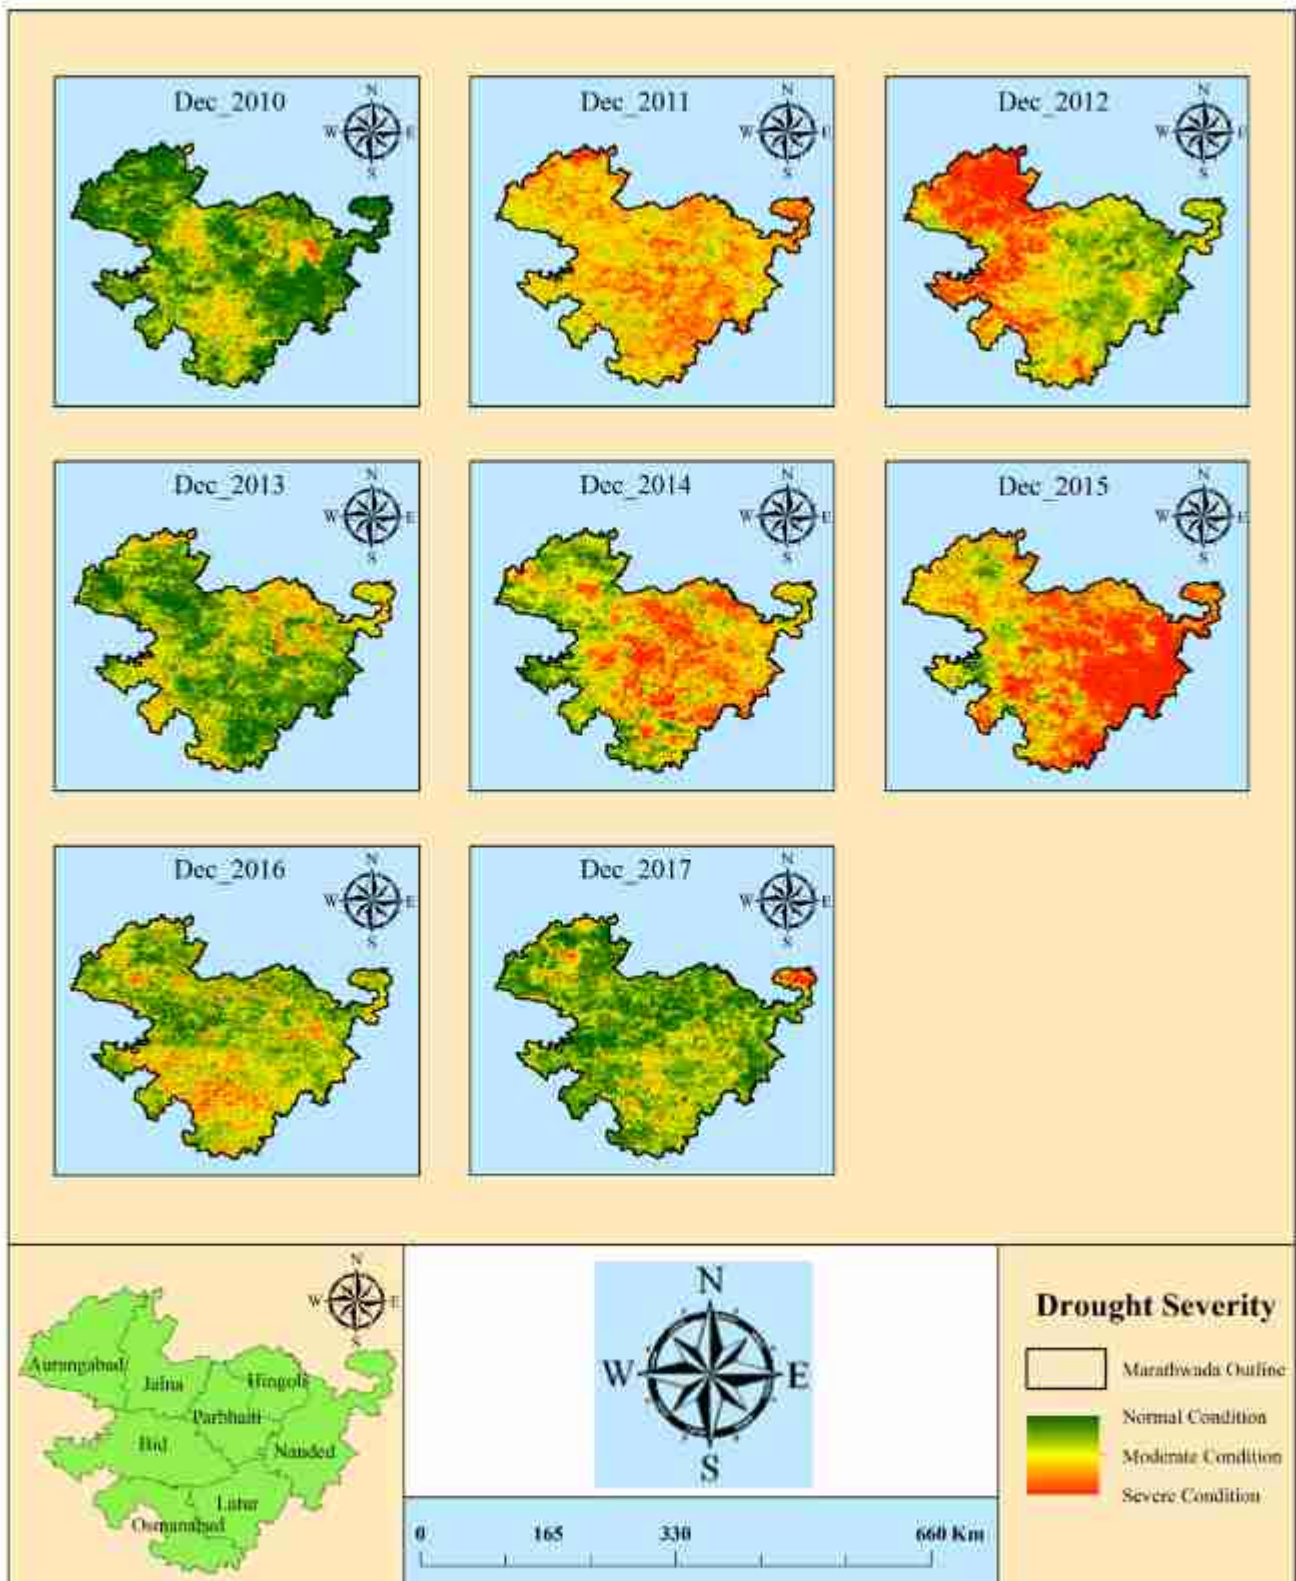 Dec_2010
N
W E
S
Dec_2011
N
W E
S
Dec_2012
N
W E
S
Dec_2013
N
W E
S
Dec_2014
N
W E
S
Dec_2015
N
W E
S
Dec_2016
N
W E
S
Dec_2017
N
W E
S
N
W E
S
Aurangabad
Jalna
Hingoli
Parbhani
Bid
Nanded
Latur
Osmanabad
N
W E
S
0 165 330 660 Km
Drought Severity
Marathwada Outline
Normal Condition
Moderate Condition
Severe Condition